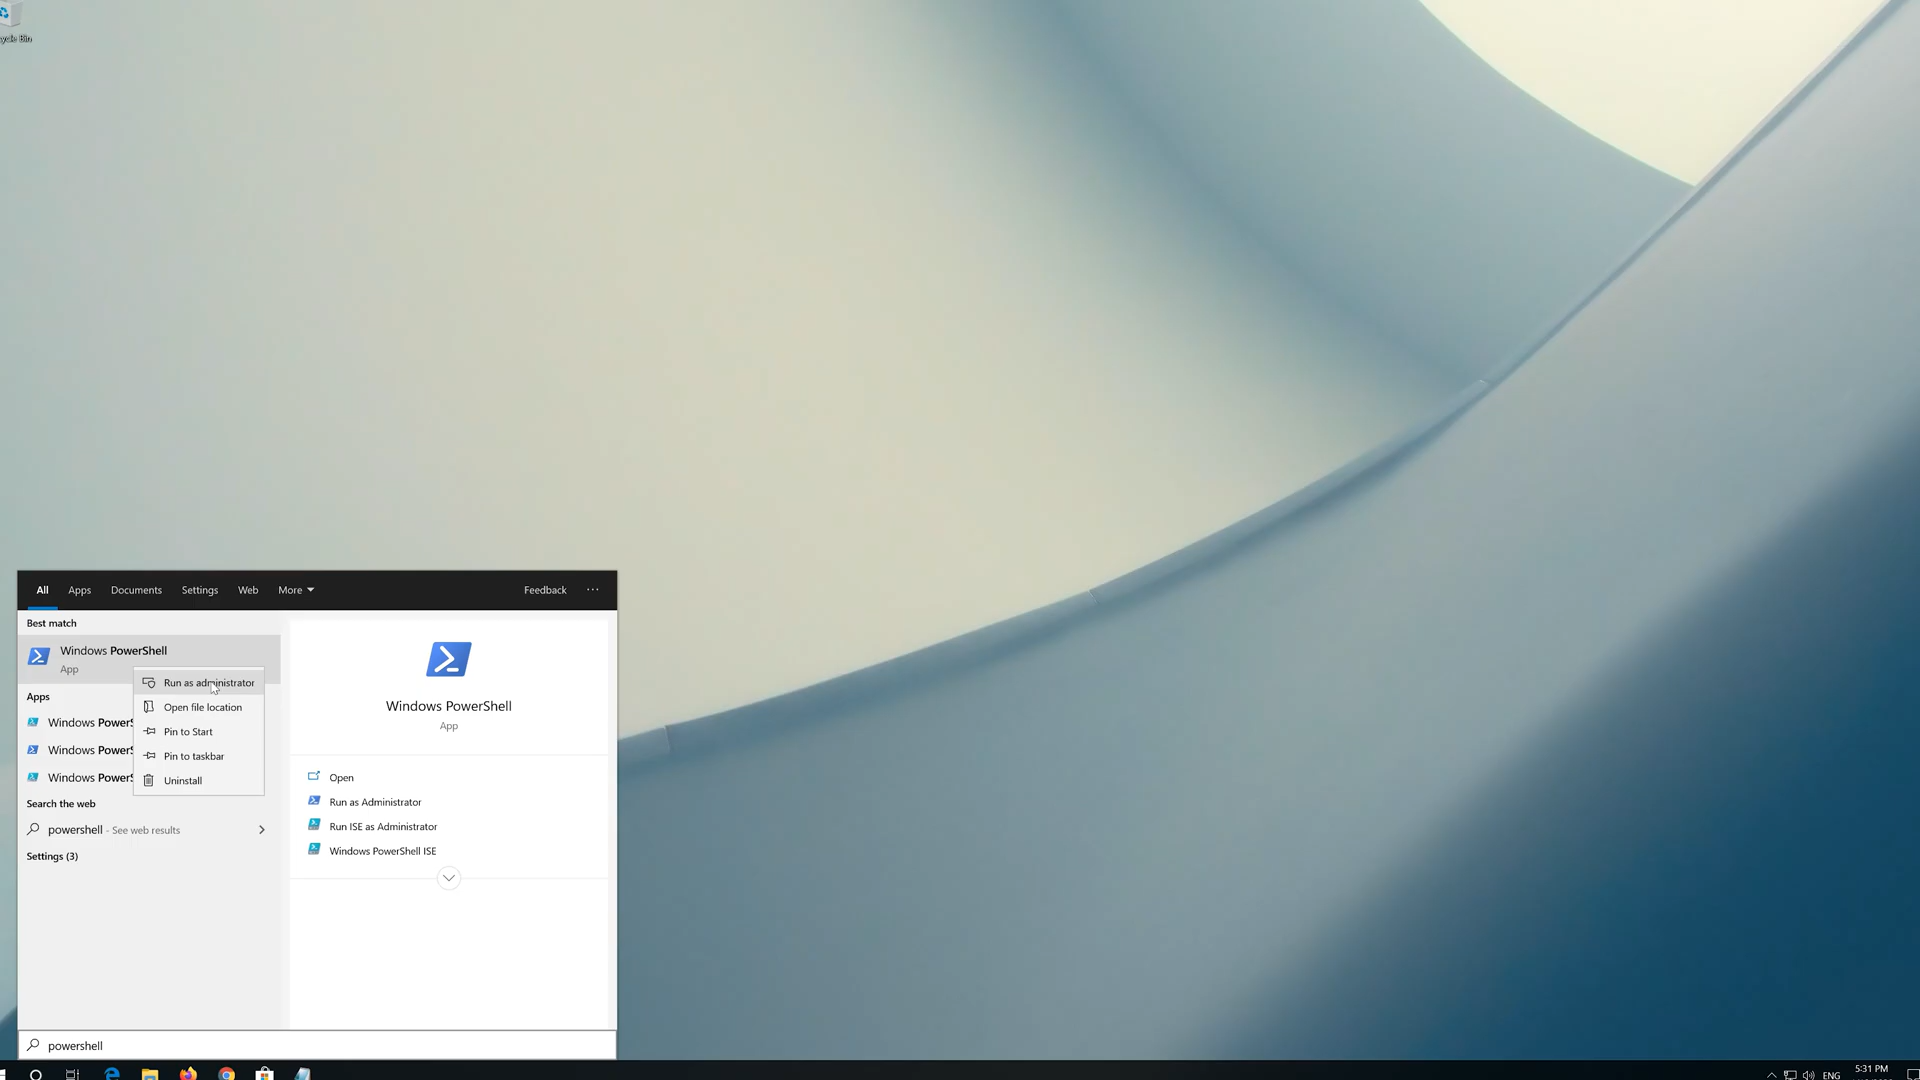 ycle Bin
All Apps Documents Settings Web More Feedback ...
Best match
Windows PowerShell
App
Run as administrator
Open file location
Pin to Start
Pin to taskbar
Uninstall
Apps
Windows PowerS
Windows PowerS
Windows PowerS
Search the web
powershell - See web results
Settings (3)
Windows PowerShell
App
Open
Run as Administrator
Run ISE as Administrator
Windows PowerShell ISE
powershell
ENG
5:31 PM